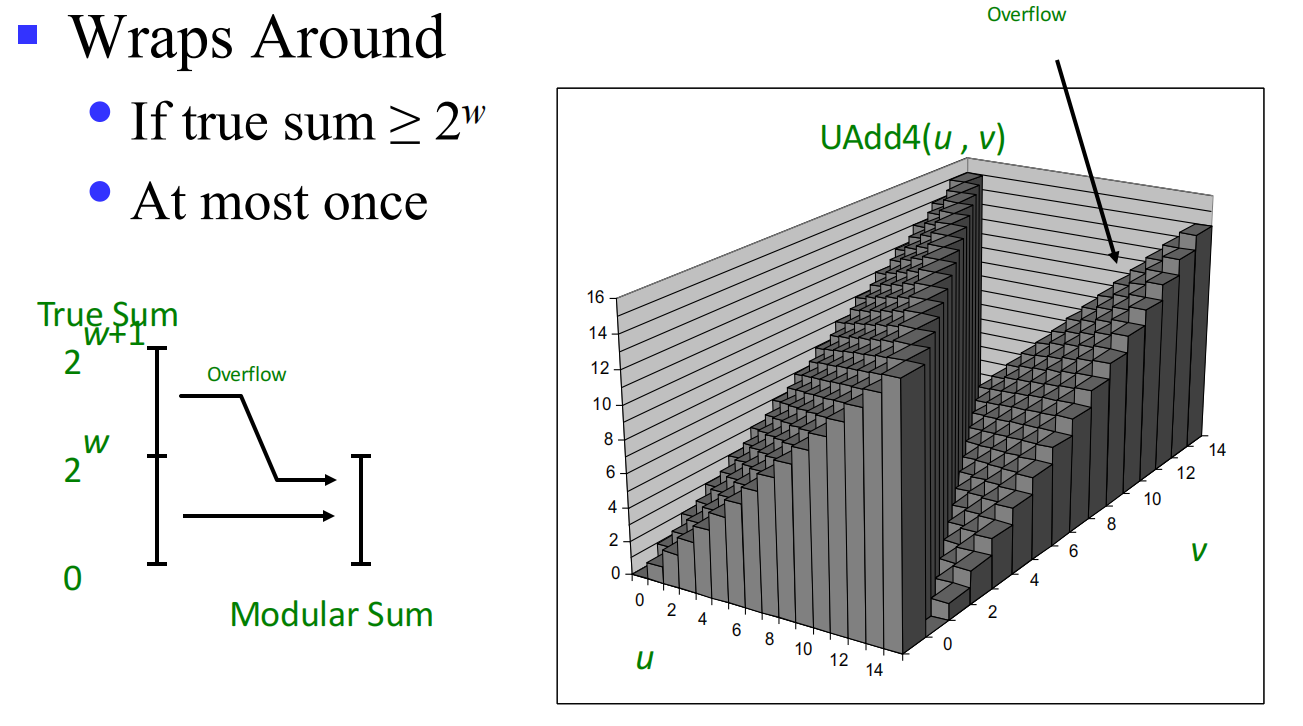 Wraps Around
If true sum ≥ 2^w
At most once
True Sum
2^w+1
Overflow
2^w
0
Modular Sum
Overflow
UAdd4(u , v)
16
14
12
10
8
6
4
2
0
0
2
4
6
8
10
12
14
u
0
2
4
6
8
10
12
14
v